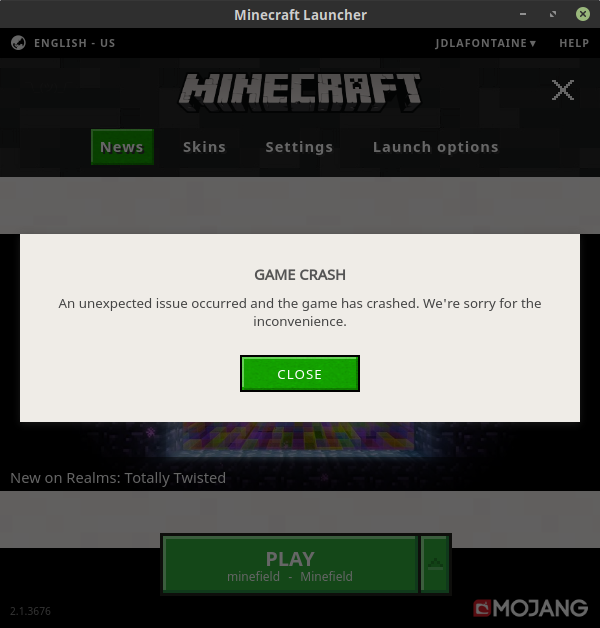 Minecraft Launcher
ENGLISH - US
JDLAFONTAINE▼ HELP
MINECRAFT
News Skins Settings Launch options
GAME CRASH
An unexpected issue occurred and the game has crashed. We're sorry for the
inconvenience.
CLOSE
New on Realms: Totally Twisted
PLAY
minefield - Minefield
2.1.3676
MOJANG